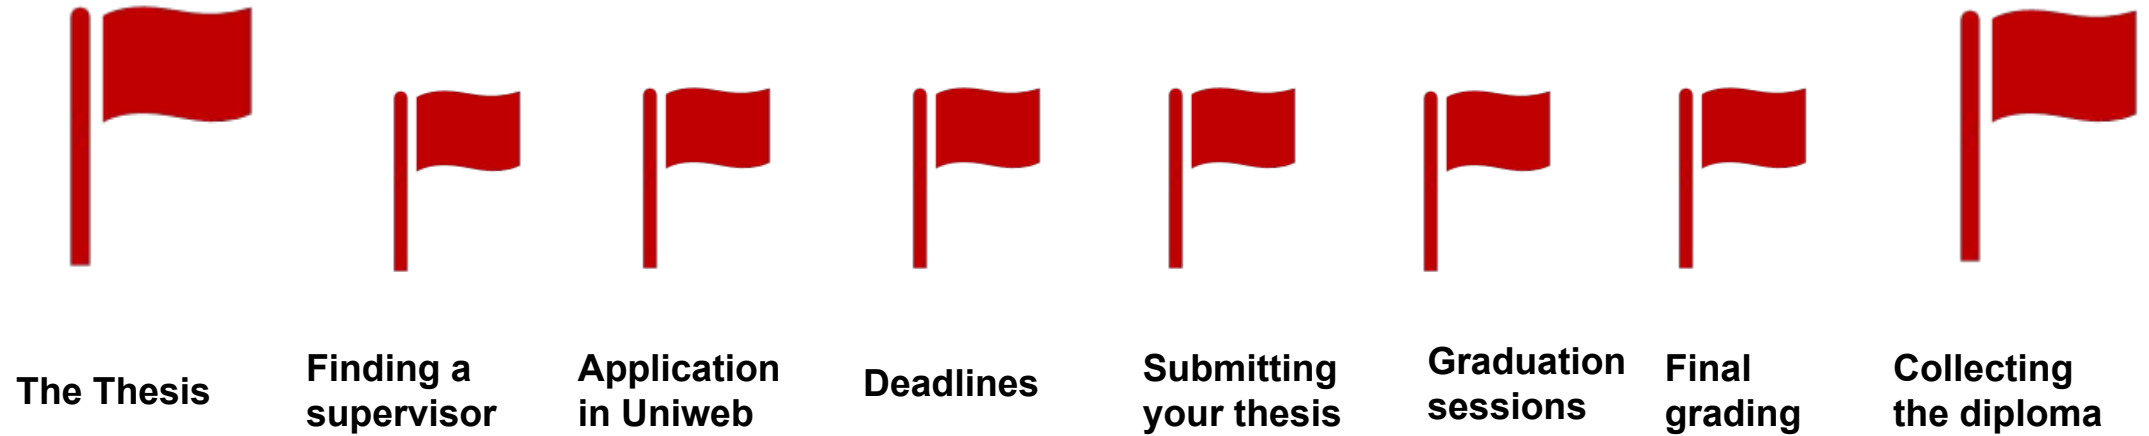 The Thesis
Finding a
supervisor
Application
in Uniweb
Deadlines
Submitting
your thesis
Graduation
sessions
Final
grading
Collecting
the diploma